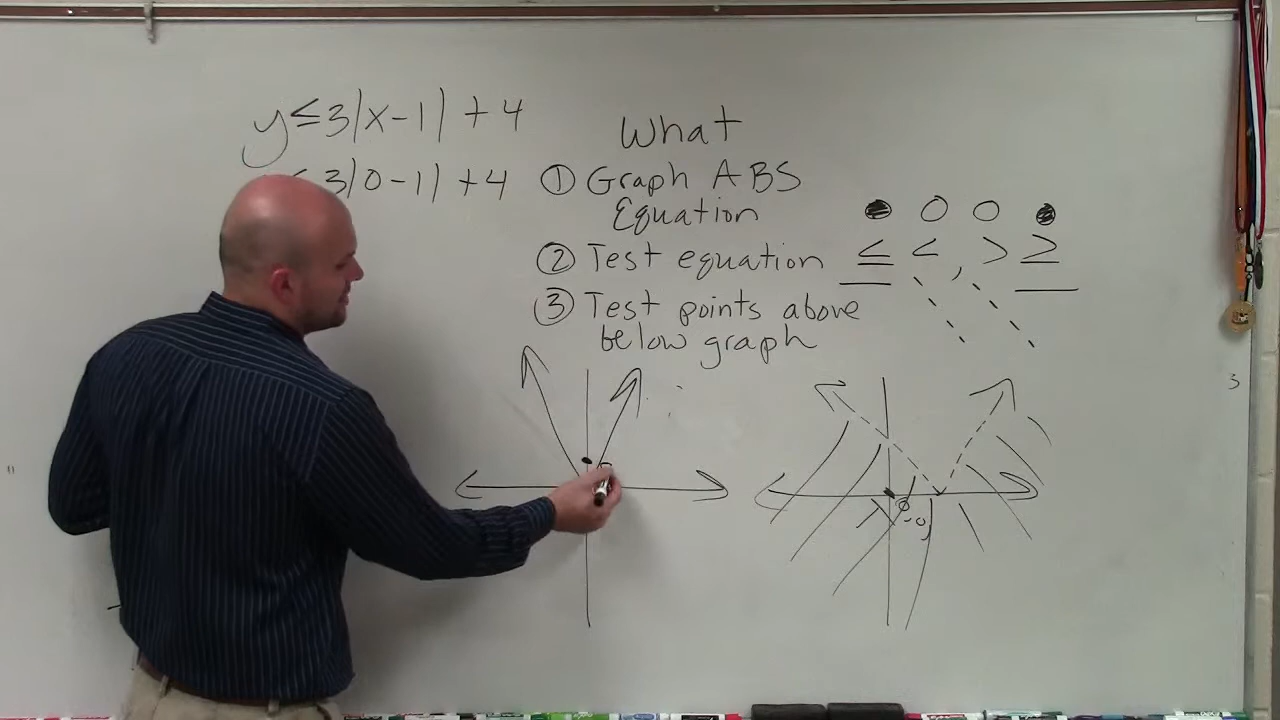 y ≤ 3|x-1| + 4
≤ 3|0-1| + 4
What
① Graph ABS
Equation
② Test equation
③ Test points above
below graph
≤ < , > ≥
3